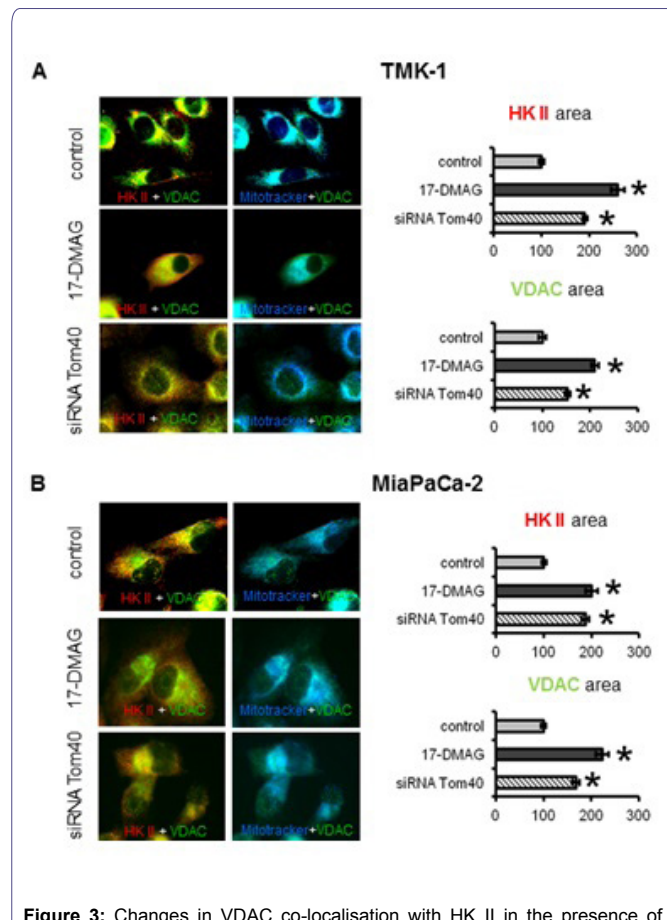 A
TMK-1
control
HK II + VDAC
Mitotracker+VDAC
17-DMAG
HK II + VDAC
Mitotracker+VDAC
siRNA Tom40
HK II + VDAC
Mitotracker+VDAC
HK II area
control
17-DMAG
*
siRNA Tom40
*
0 100 200 300
VDAC area
control
17-DMAG
*
siRNA Tom40
*
0 100 200 300
B
MiaPaCa-2
control
HK II + VDAC
Mitotracker+VDAC
17-DMAG
HK II + VDAC
Mitotracker+VDAC
siRNA Tom40
HK II + VDAC
Mitotracker+VDAC
HK II area
control
17-DMAG
*
siRNA Tom40
*
0 100 200 300
VDAC area
control
17-DMAG
*
siRNA Tom40
*
0 100 200 300
Figure 3: Changes in VDAC co-localisation with HK II in the presence of